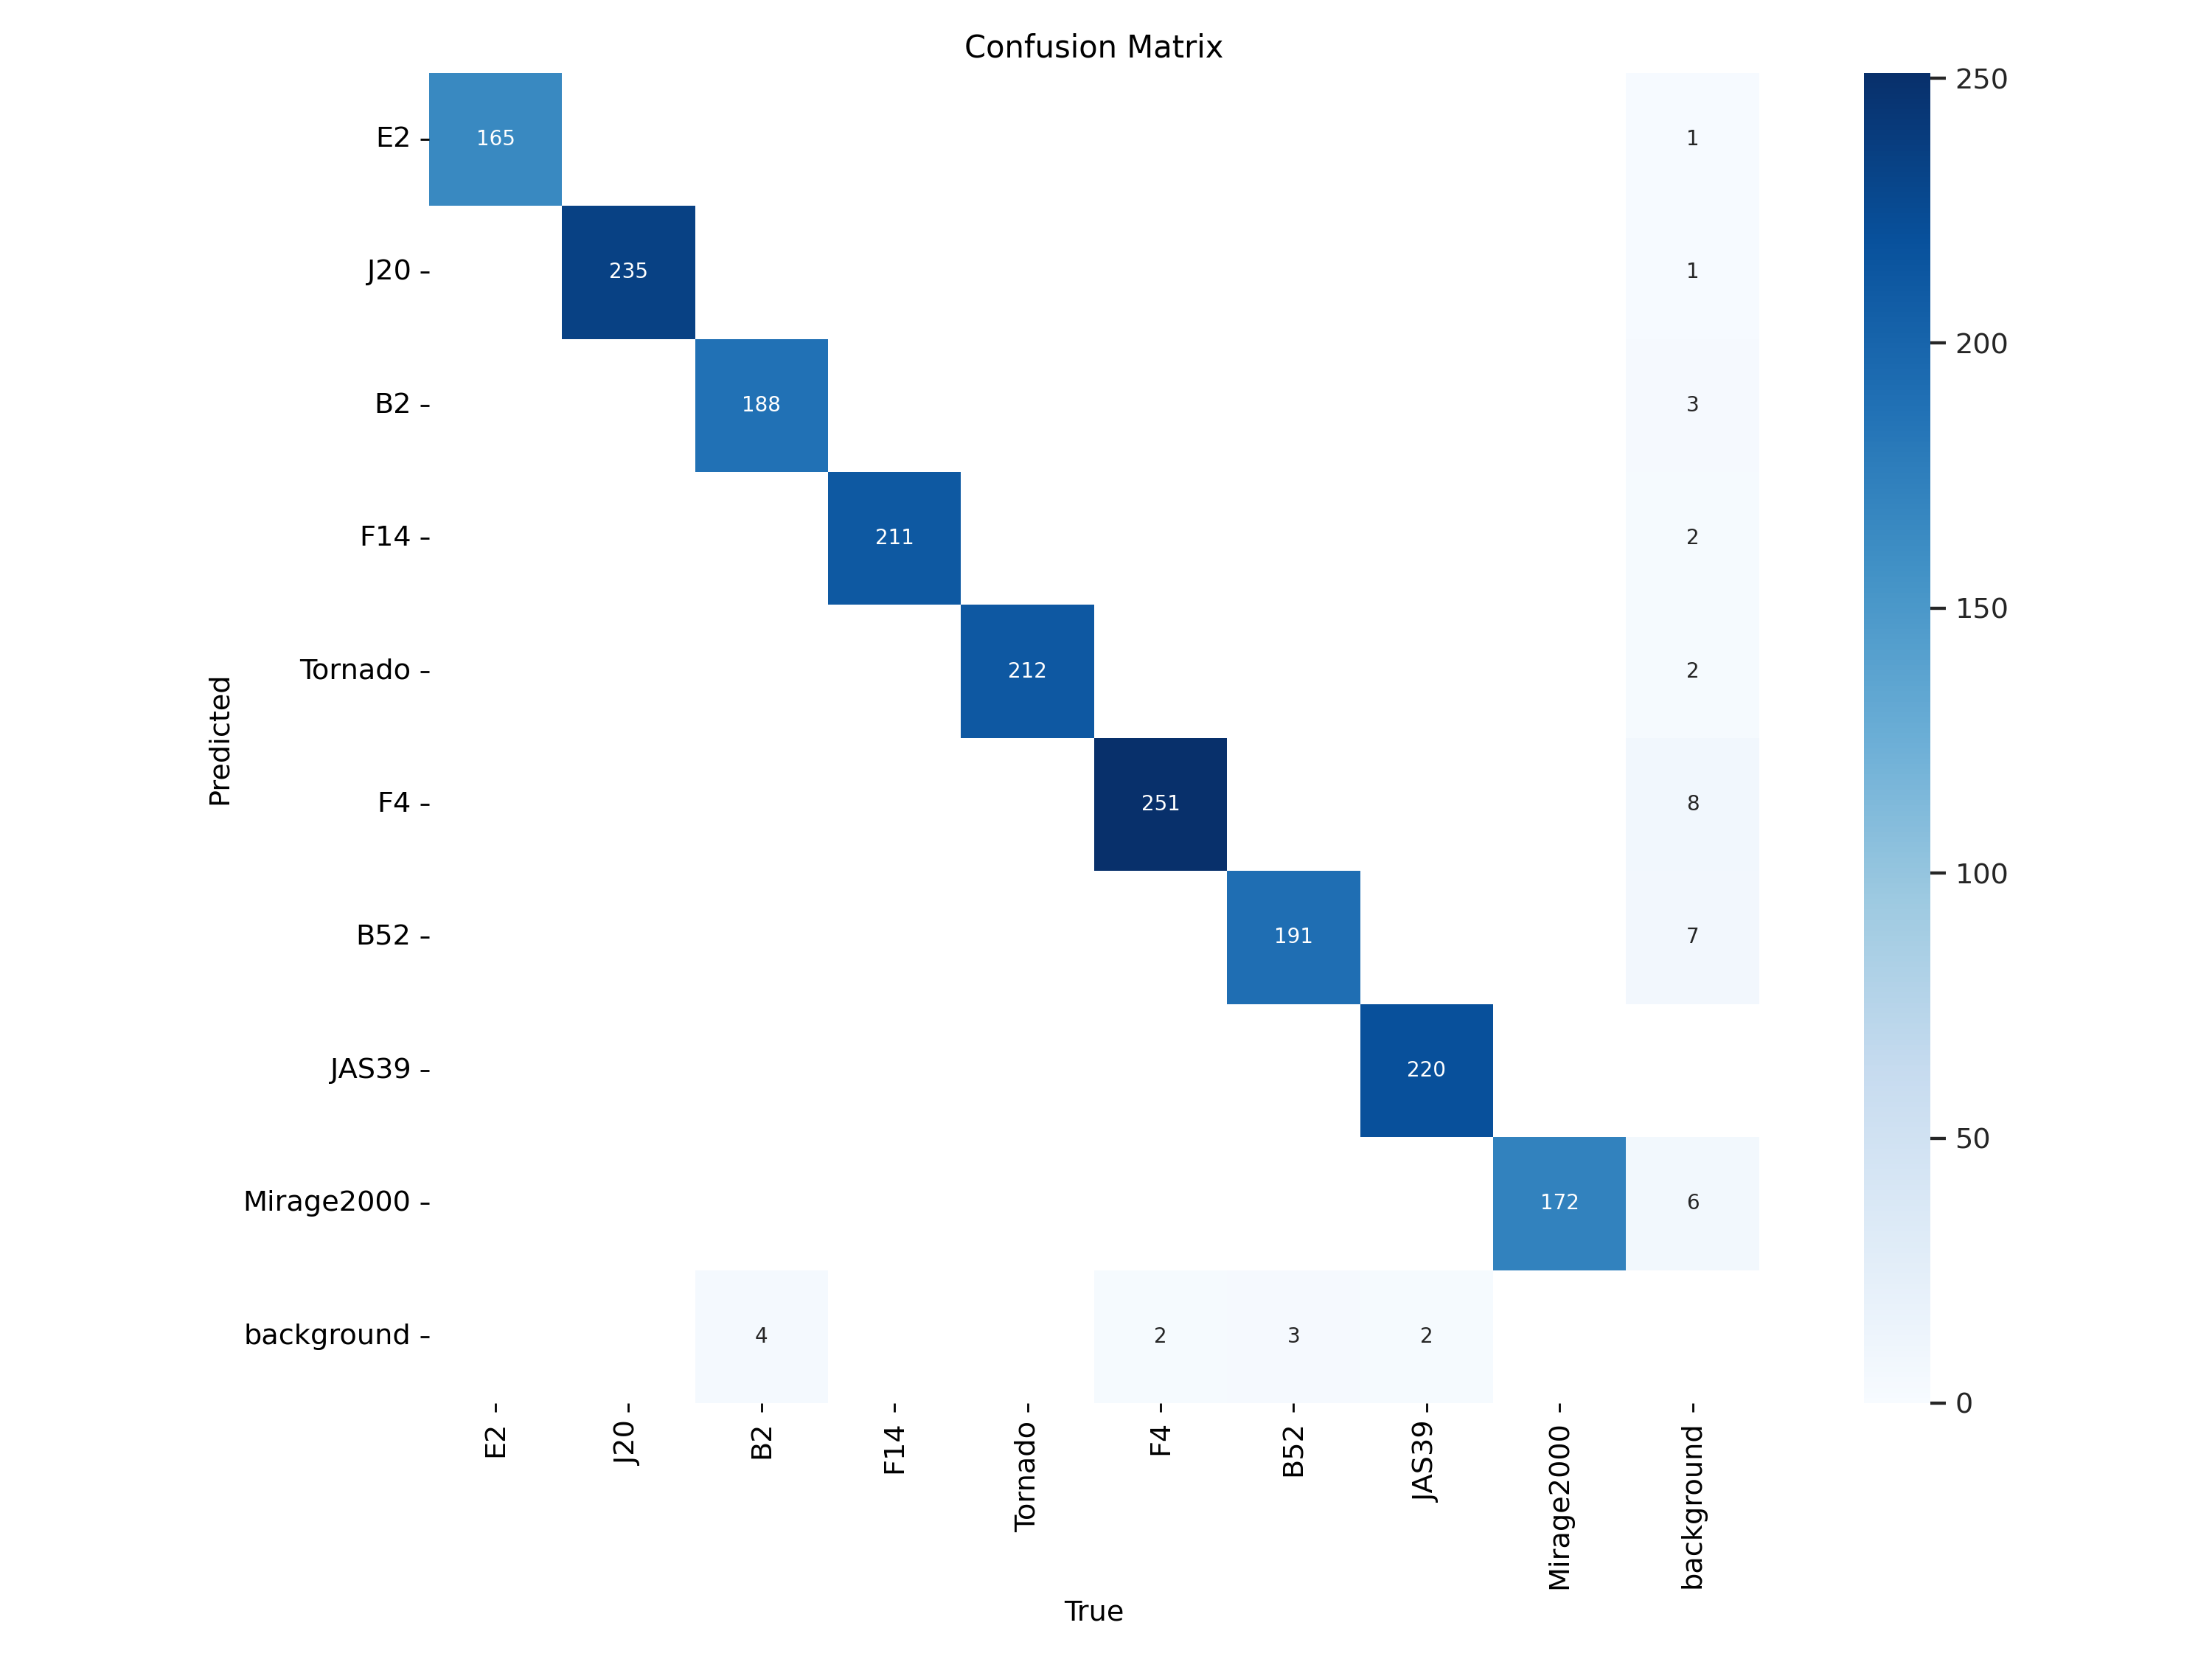 Confusion Matrix
E2
165
1
J20
235
1
B2
188
3
F14
211
2
Tornado
212
2
F4
251
8
B52
191
7
JAS39
220
Mirage2000
172
6
background
4
2
3
2
Predicted
E2
J20
B2
F14
Tornado
F4
B52
JAS39
Mirage2000
background
True
250
200
150
100
50
0